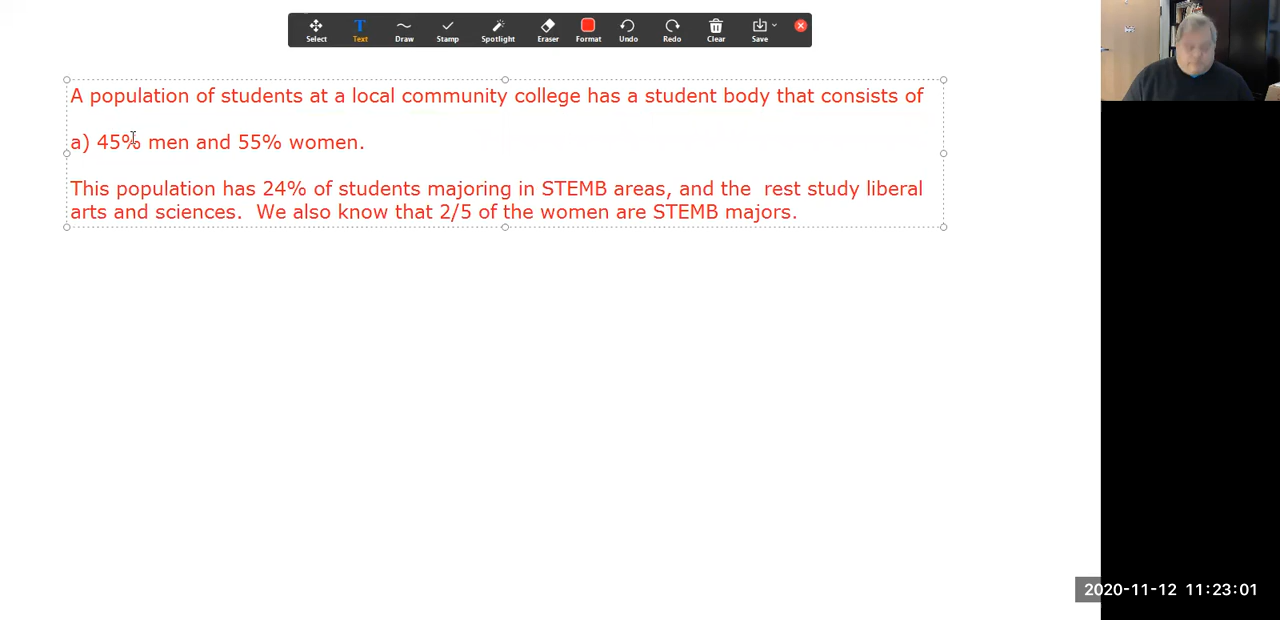 Select Text Draw Stamp Spotlight Eraser Format Undo Redo Clear Save
A population of students at a local community college has a student body that consists of
a) 45% men and 55% women.
This population has 24% of students majoring in STEMB areas, and the  rest study liberal
arts and sciences.  We also know that 2/5 of the women are STEMB majors.
2020-11-12 11:23:01